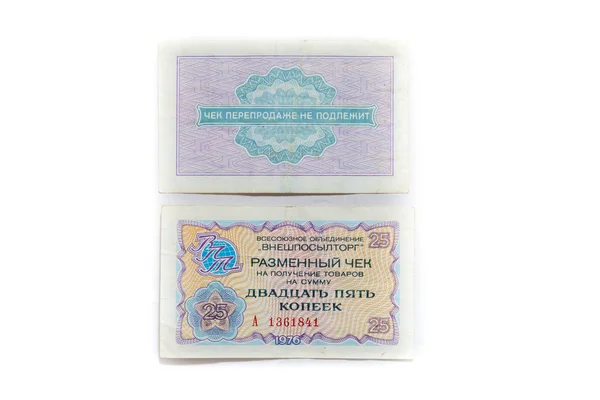 ЧЕК ПЕРЕПРОДАЖЕ НЕ ПОДЛЕЖИТ
ВПТ
ВСЕСОЮЗНОЕ ОБЪЕДИНЕНИЕ
„ВНЕШПОСЫЛТОРГ"
25
РАЗМЕННЫЙ ЧЕК
НА ПОЛУЧЕНИЕ ТОВАРОВ
НА СУММУ
ДВАДЦАТЬ ПЯТЬ
КОПЕЕК
25
А 1361841
25
1976